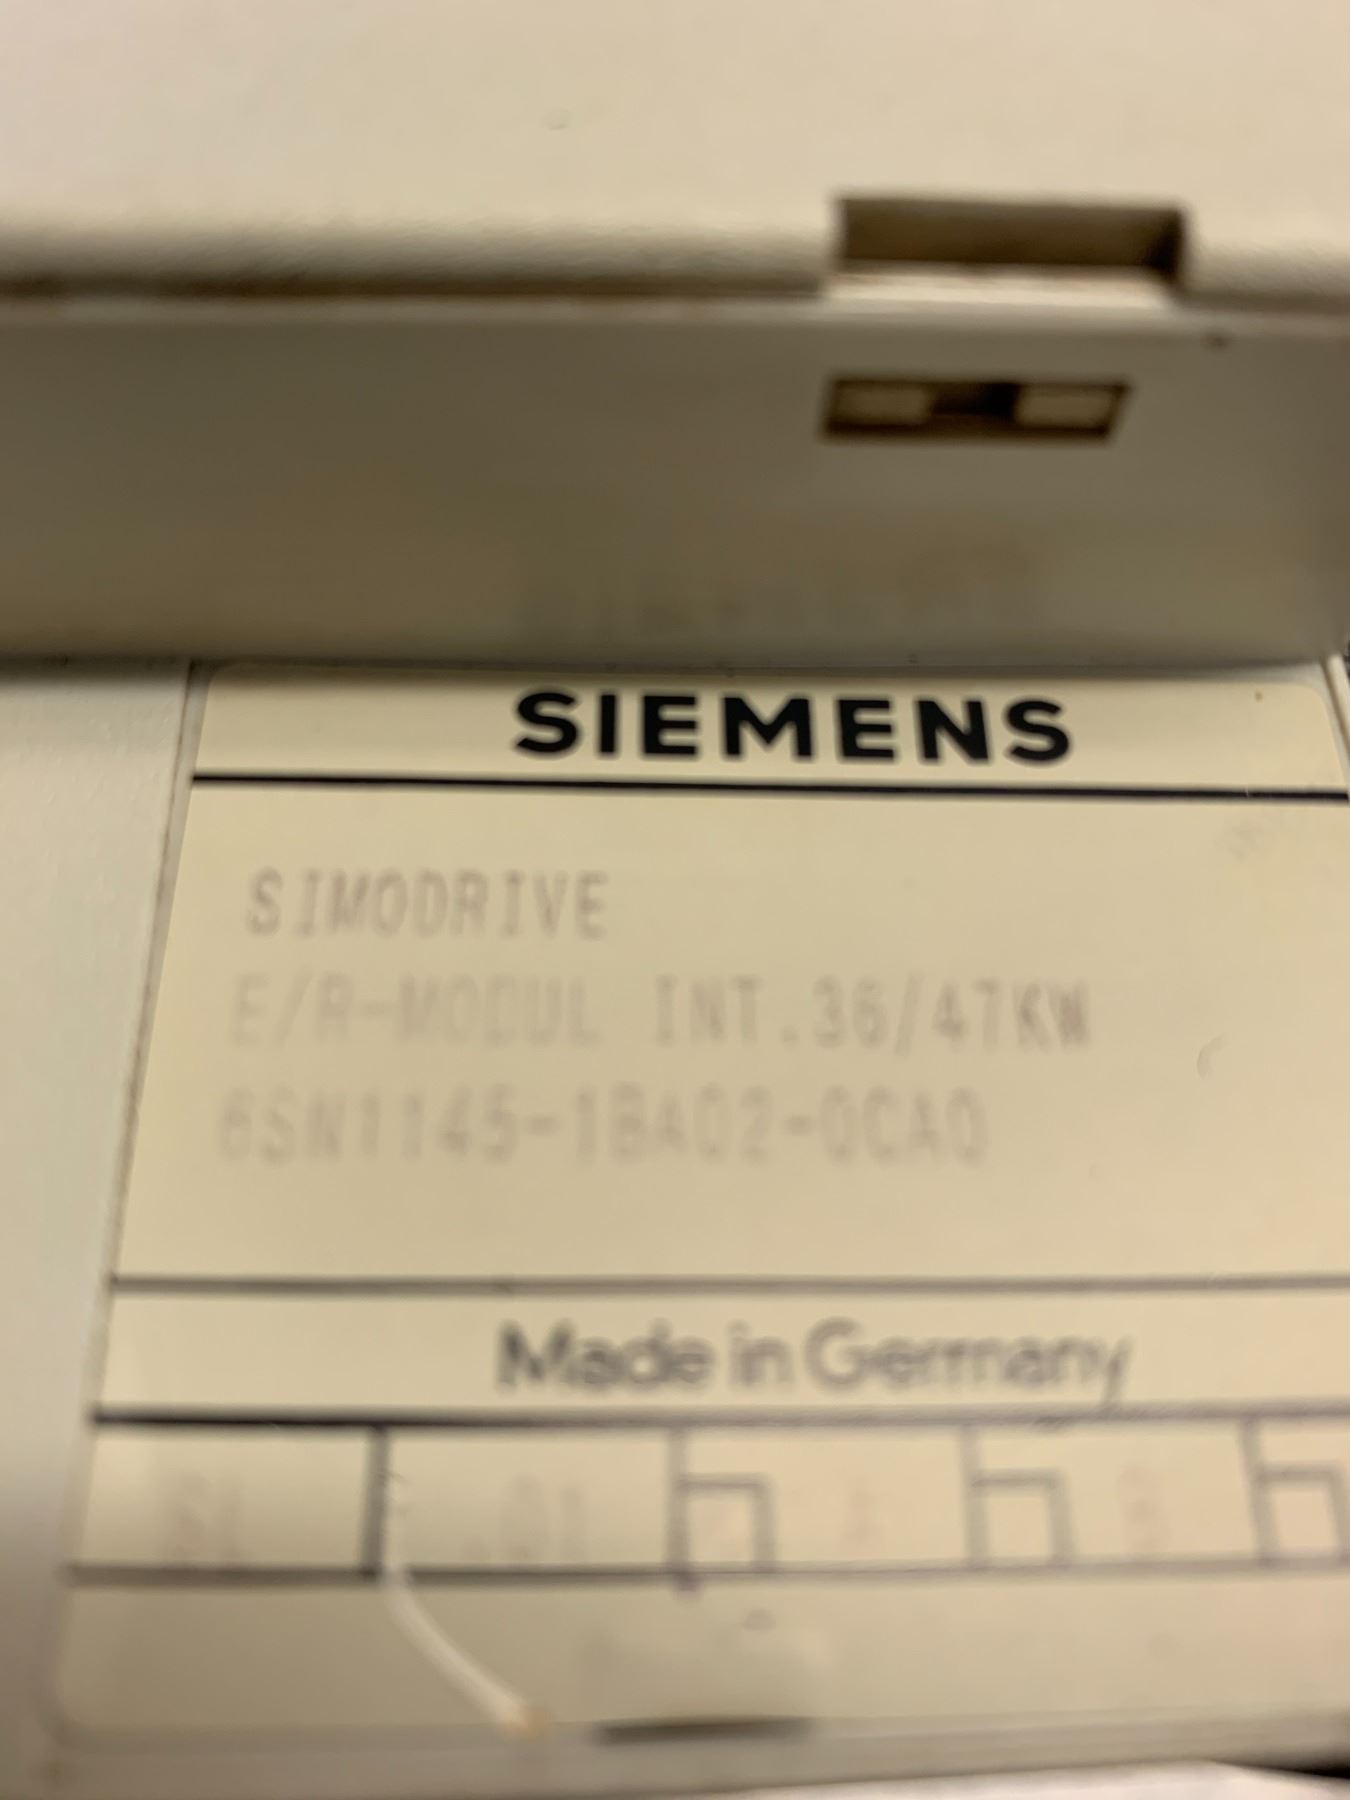 SIEMENS
SIMODRIVE
E/R-MODUL INT.36/47KW
6SN1145-1BA02-0CA0
Made in Germany